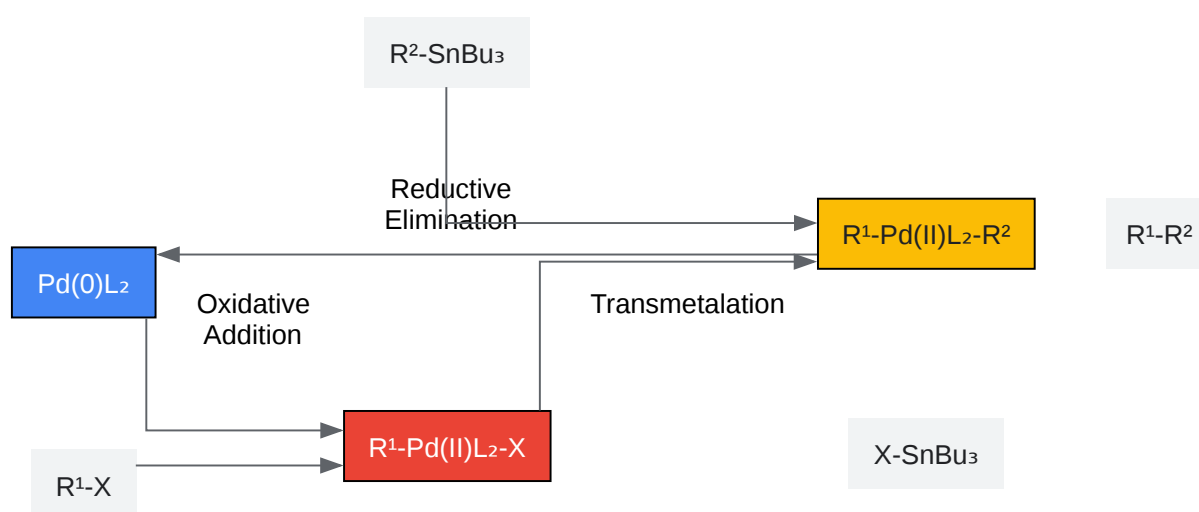 R²-SnBu₃
Reductive
Elimination
R¹-Pd(II)L₂-R²
R¹-R²
Pd(0)L₂
Oxidative
Addition
Transmetalation
R¹-Pd(II)L₂-X
X-SnBu₃
R¹-X